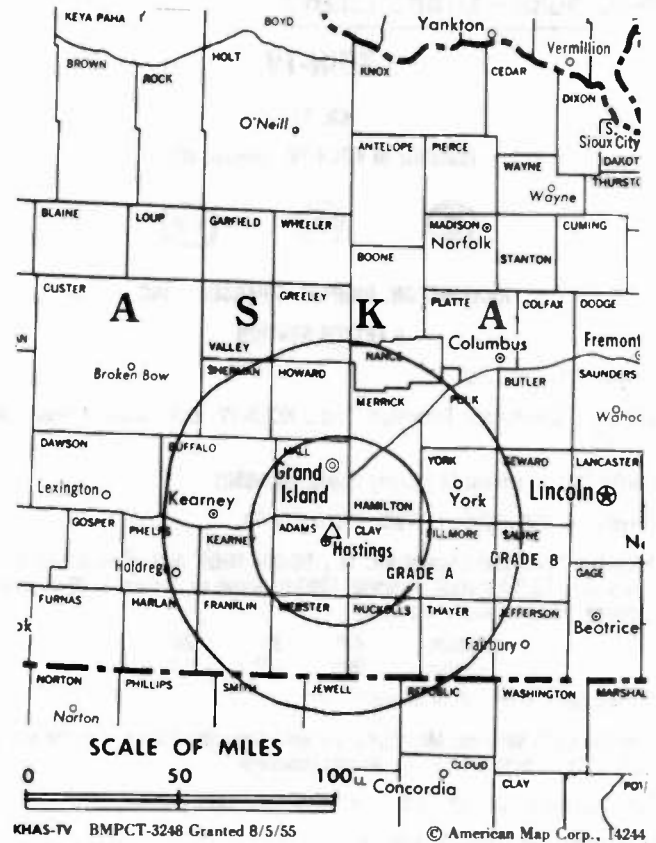 KEYA PAHA BOYD Yankton Vermillion
BROWN ROCK HOLT KNOX CEDAR DIXON
O'Neill S. Sioux City
ANTELOPE PIERCE WAYNE DAKOT
Wayne THURSTO
BLAINE LOUP GARFIELD WHEELER MADISON Norfolk CUMING
BOONE STANTON
CUSTER GREELEY PLATTE COLFAX DODGE
A S K A
VALLEY NANCE Columbus Fremont
Broken Bow SHERMAN HOWARD BUTLER SAUNDERS
MERRICK POLK Wahoo
DAWSON BUFFALO HALL YORK SEWARD LANCASTER
Lexington Kearney Grand Island HAMILTON York Lincoln
GOSPER PHELPS KEARNEY ADAMS CLAY FILLMORE SALINE
Hastings
Holdrege GRADE A GRADE B GAGE
FURNAS HARLAN FRANKLIN WEBSTER NUCKOLLS THAYER JEFFERSON
ok Fairbury Beatrice
NORTON PHILLIPS SMITH JEWELL REPUBLIC WASHINGTON MARSHAL
Norton
SCALE OF MILES
0 50 100
CLOUD
Concordia CLAY
KHAS-TV BMPCT-3248 Granted 8/5/55 © American Map Corp., 14244